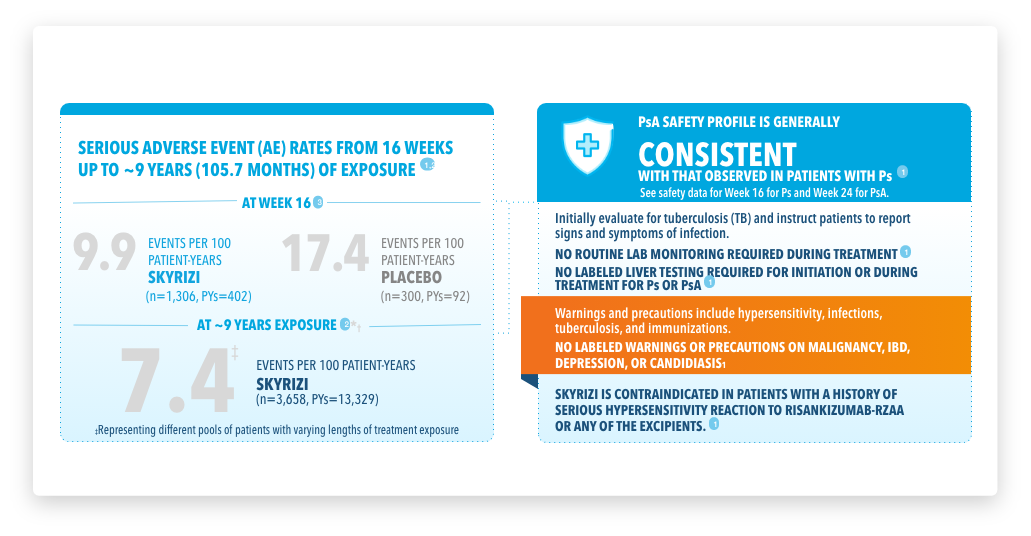 SERIOUS ADVERSE EVENT (AE) RATES FROM 16 WEEKS
UP TO ~9 YEARS (105.7 MONTHS) OF EXPOSURE
AT WEEK 16
9.9
EVENTS PER 100
PATIENT-YEARS
SKYRIZI
(n=1,306, PYs=402)
17.4
EVENTS PER 100
PATIENT-YEARS
PLACEBO
(n=300, PYs=92)
AT ~9 YEARS EXPOSURE 2*†
7.4‡
EVENTS PER 100 PATIENT-YEARS
SKYRIZI
(n=3,658, PYs=13,329)
‡Representing different pools of patients with varying lengths of treatment exposure
PsA SAFETY PROFILE IS GENERALLY
CONSISTENT
WITH THAT OBSERVED IN PATIENTS WITH Ps 1
See safety data for Week 16 for Ps and Week 24 for PsA.
Initially evaluate for tuberculosis (TB) and instruct patients to report
signs and symptoms of infection.
NO ROUTINE LAB MONITORING REQUIRED DURING TREATMENT 1
NO LABELED LIVER TESTING REQUIRED FOR INITIATION OR DURING
TREATMENT FOR Ps OR PsA 1
Warnings and precautions include hypersensitivity, infections,
tuberculosis, and immunizations.
NO LABELED WARNINGS OR PRECAUTIONS ON MALIGNANCY, IBD,
DEPRESSION, OR CANDIDIASIS1
SKYRIZI IS CONTRAINDICATED IN PATIENTS WITH A HISTORY OF
SERIOUS HYPERSENSITIVITY REACTION TO RISANKIZUMAB-RZAA
OR ANY OF THE EXCIPIENTS. 1